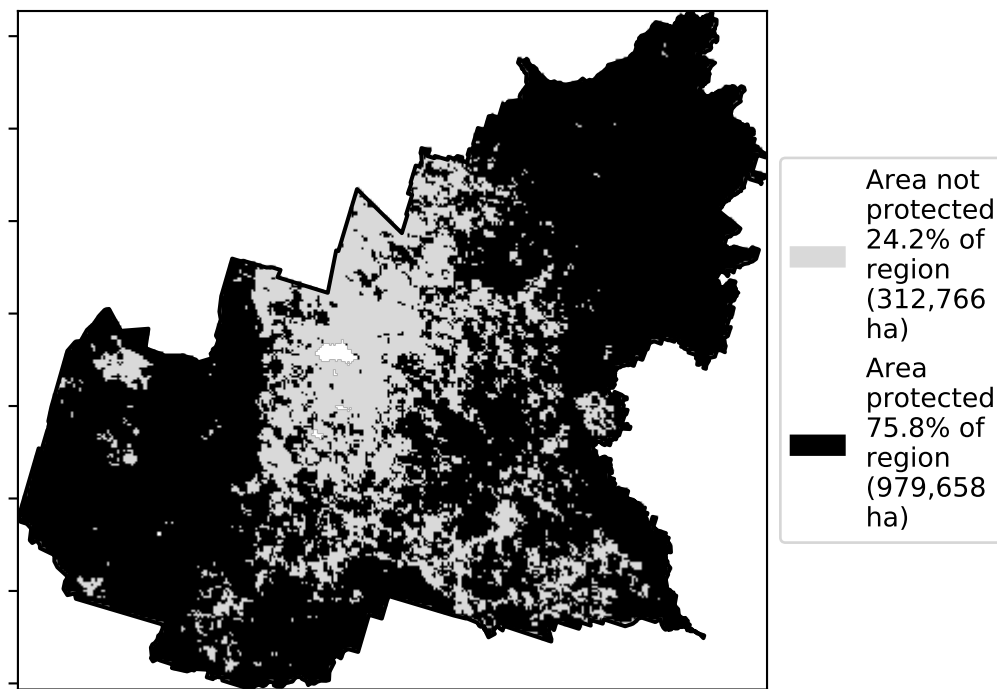 Area not
protected
24.2% of
region
(312,766
ha)
Area
protected
75.8% of
region
(979,658
ha)